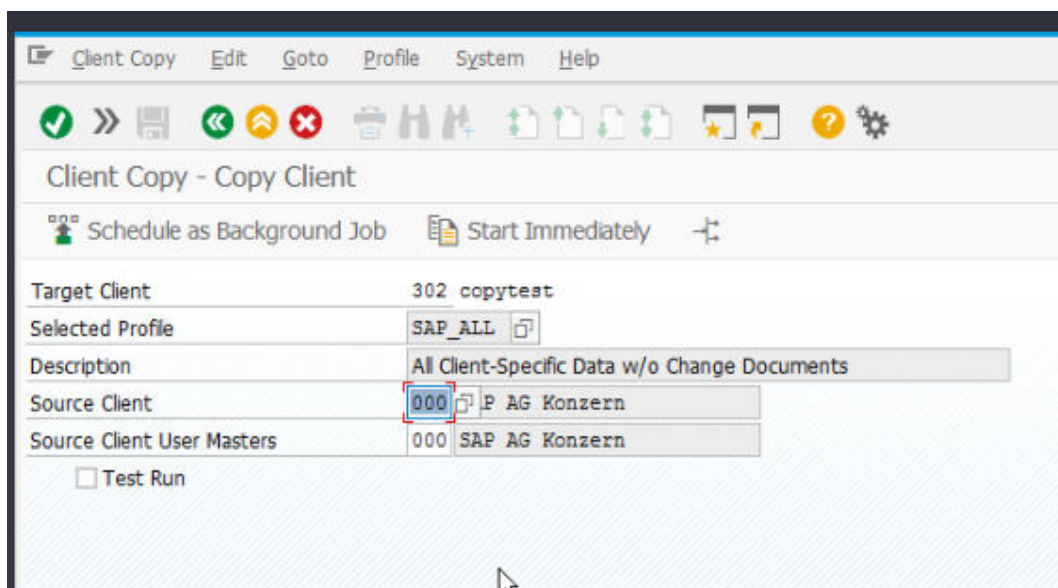 Client Copy Edit Goto Profile System Help
Client Copy - Copy Client
Schedule as Background Job Start Immediately
Target Client 302 copytest
Selected Profile SAP_ALL
Description All Client-Specific Data w/o Change Documents
Source Client 000 P AG Konzern
Source Client User Masters 000 SAP AG Konzern
Test Run